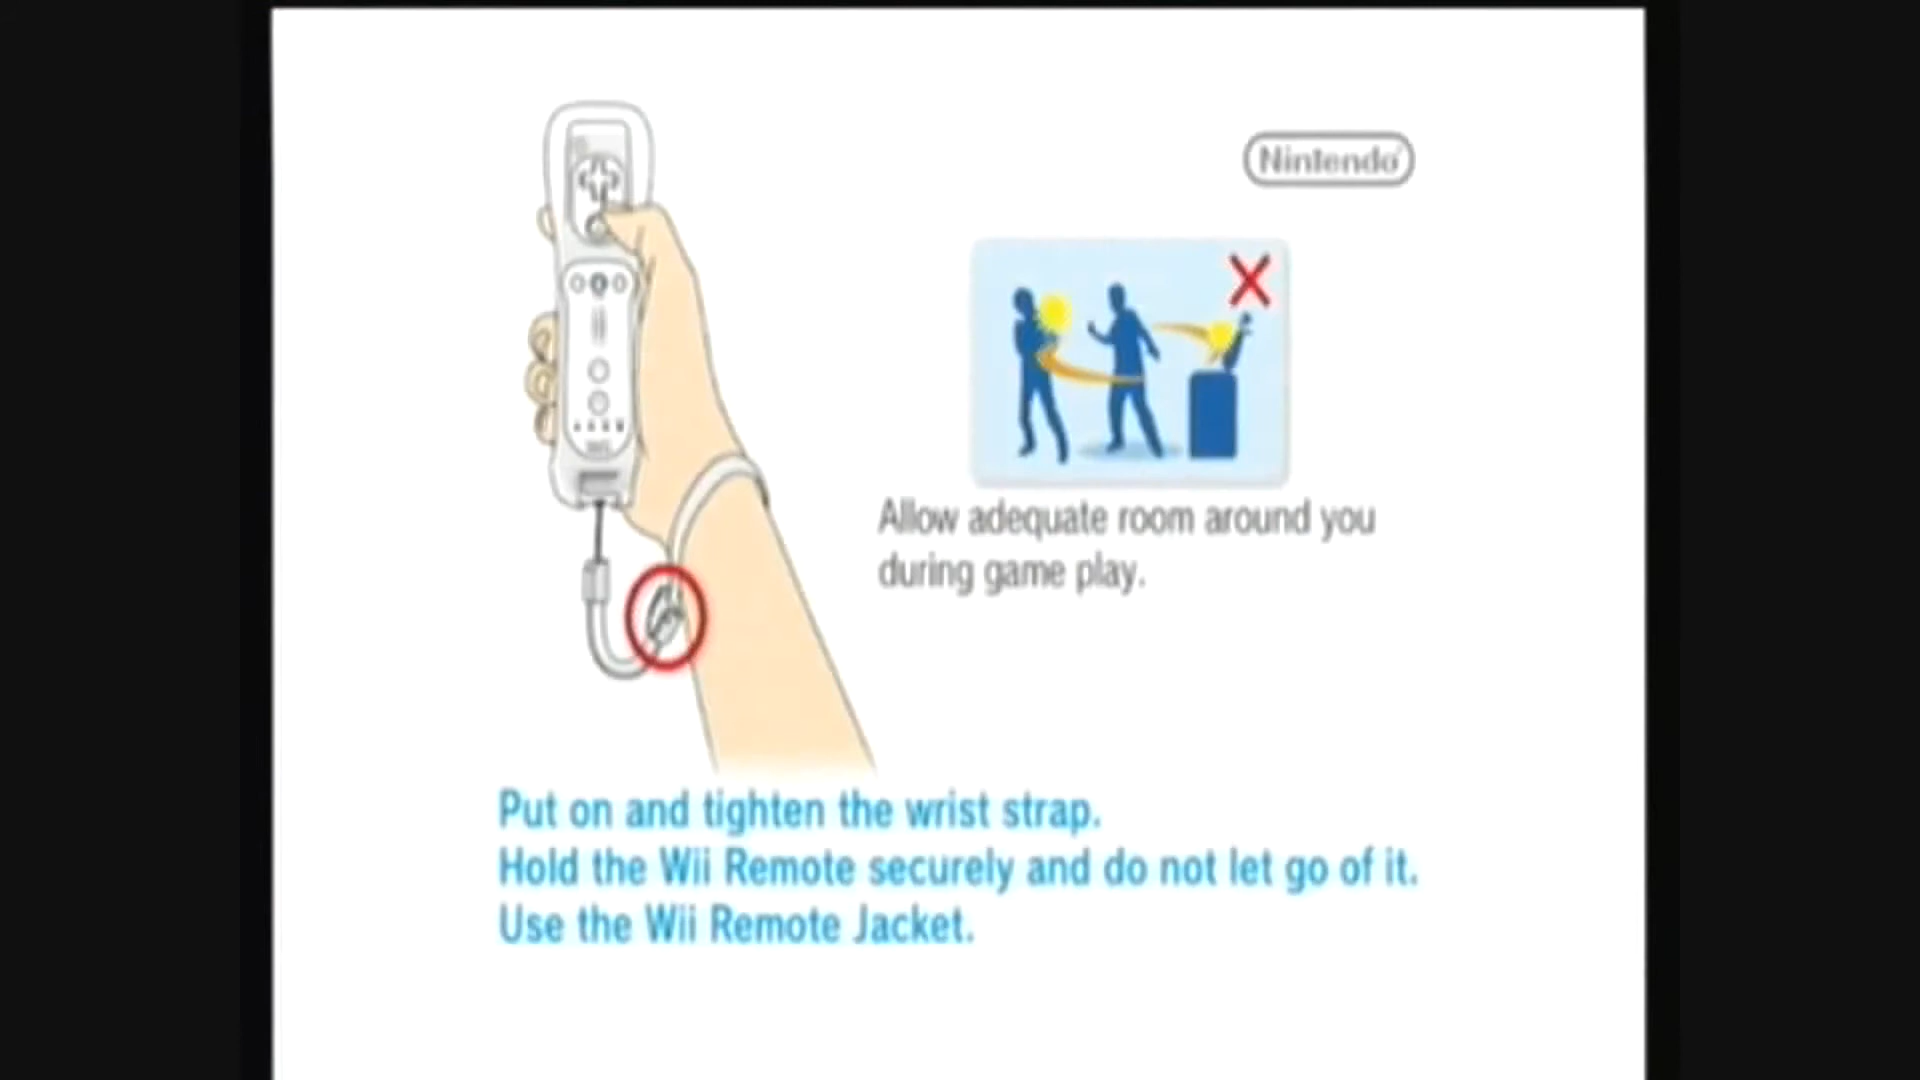 Nintendo
Allow adequate room around you
during game play.
Put on and tighten the wrist strap.
Hold the Wii Remote securely and do not let go of it.
Use the Wii Remote Jacket.